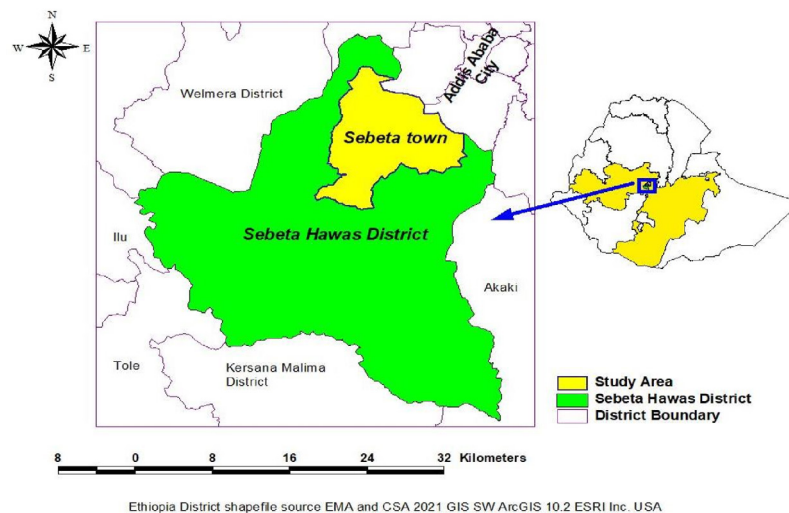 N
W E
S
Welmera District
Addis Ababa
City
Sebeta town
Sebeta Hawas District
Ilu
Akaki
Tole
Kersana Malima
District
Study Area
Sebeta Hawas District
District Boundary
8 0 8 16 24 32 Kilometers
Ethiopia District shapefile source EMA and CSA 2021 GIS SW ArcGIS 10.2 ESRI Inc. USA